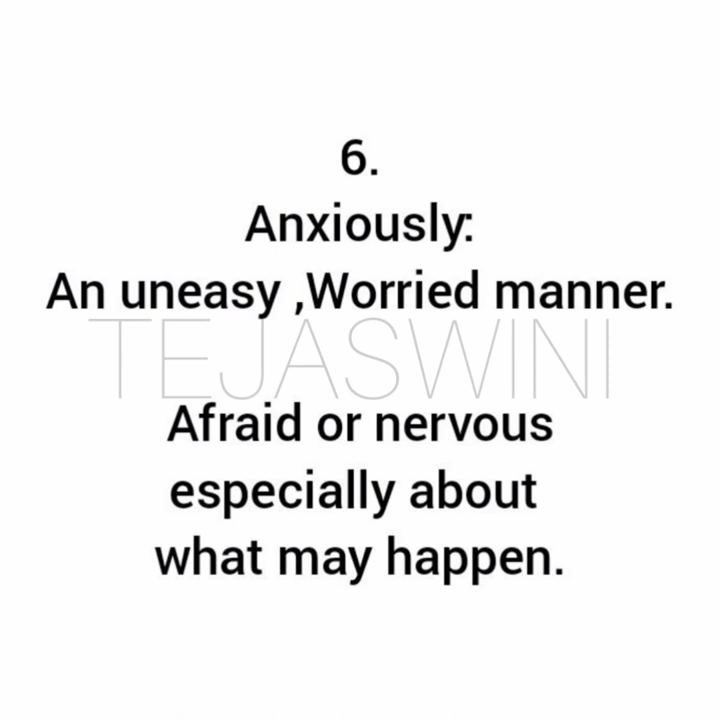 6.
Anxiously:
An uneasy ,Worried manner.
TEJASWINI
Afraid or nervous
especially about
what may happen.